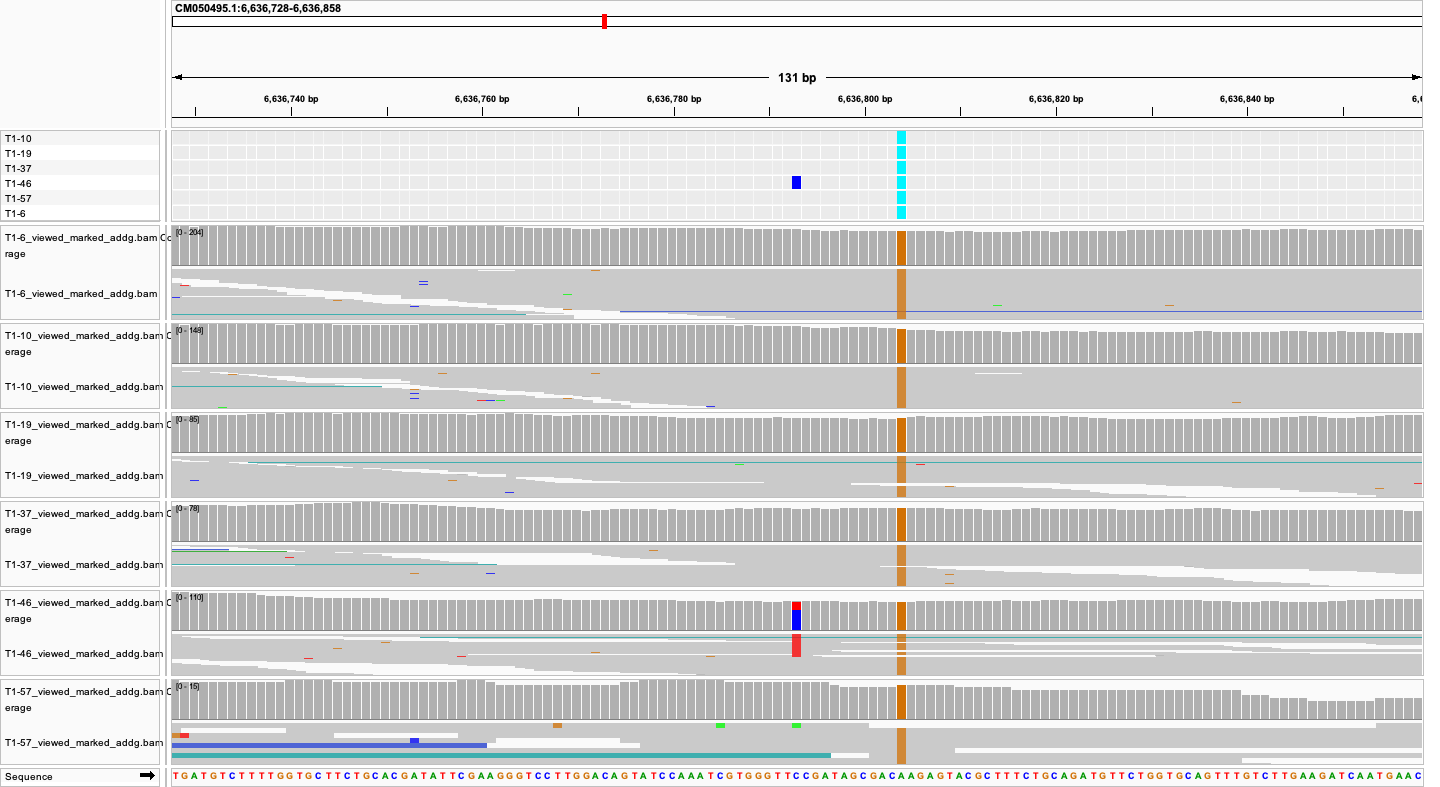 CM050495.1:6,636,728-6,636,858
131 bp
6,636,740 bp 6,636,760 bp 6,636,780 bp 6,636,800 bp 6,636,820 bp 6,636,840 bp 6,6
T1-10
T1-19
T1-37
T1-46
T1-57
T1-6
T1-6_viewed_marked_addg.bam Co
[0 - 204]
rage
T1-6_viewed_marked_addg.bam
T1-10_viewed_marked_addg.bam C
[0 - 148]
erage
T1-10_viewed_marked_addg.bam
T1-19_viewed_marked_addg.bam C
[0 - 85]
erage
T1-19_viewed_marked_addg.bam
T1-37_viewed_marked_addg.bam C
[0 - 78]
erage
T1-37_viewed_marked_addg.bam
T1-46_viewed_marked_addg.bam C
[0 - 110]
erage
T1-46_viewed_marked_addg.bam
T1-57_viewed_marked_addg.bam C
[0 - 15]
erage
T1-57_viewed_marked_addg.bam
Sequence TGATGTCTTTTGGTGCTTCTGCACGATATTCGAAGGGTCCTTGGACAGTATCCAAATCGTGGGTTCCGATAGCGACAAGAGTACGCTTTCTGCAGATGTTCTGGTGCAGTTTGTCTTGAAGATCAATGAAC